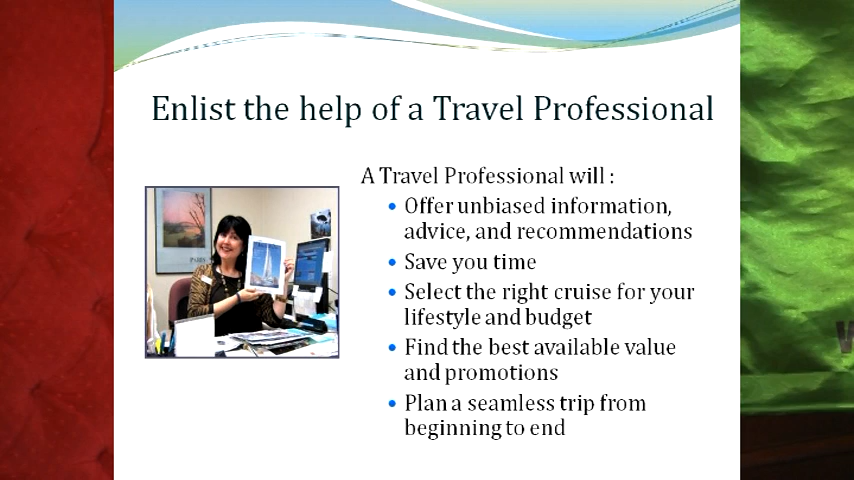 Enlist the help of a Travel Professional
A Travel Professional will :
• Offer unbiased information,
advice, and recommendations
• Save you time
• Select the right cruise for your
lifestyle and budget
• Find the best available value
and promotions
• Plan a seamless trip from
beginning to end
PARIS